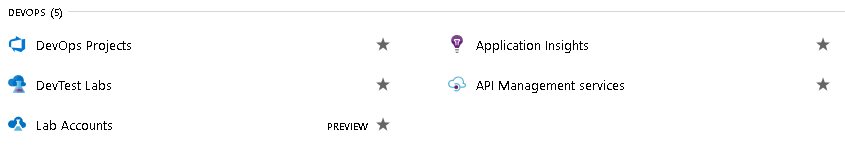 DEVOPS (5)
DevOps Projects
Application Insights
DevTest Labs
API Management services
Lab Accounts PREVIEW